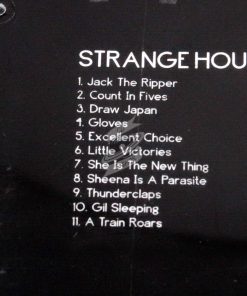 STRANGE HOU
1. Jack The Ripper
2. Count In Fives
3. Draw Japan
4. Gloves
5. Excellent Choice
6. Little Victories
7. She Is The New Thing
8. Sheena Is A Parasite
9. Thunderclaps
10. Gil Sleeping
11. A Train Roars